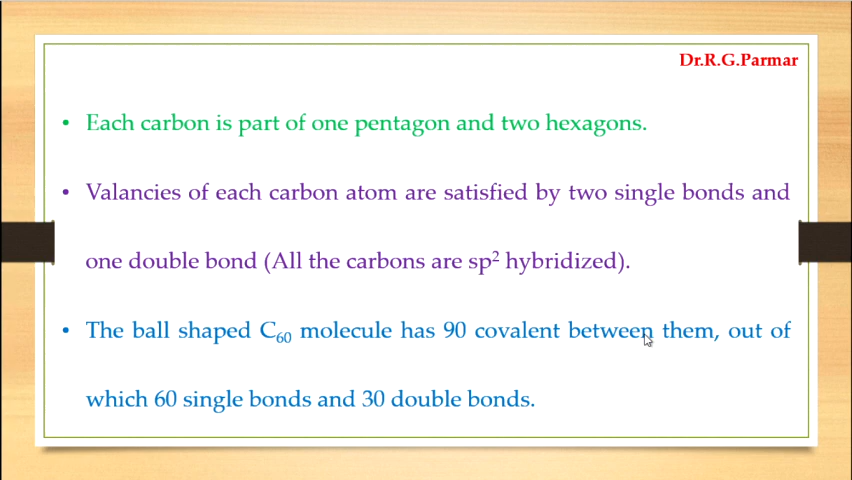 Dr.R.G.Parmar
• Each carbon is part of one pentagon and two hexagons.
• Valancies of each carbon atom are satisfied by two single bonds and
one double bond (All the carbons are sp² hybridized).
• The ball shaped C₆₀ molecule has 90 covalent between them, out of
which 60 single bonds and 30 double bonds.